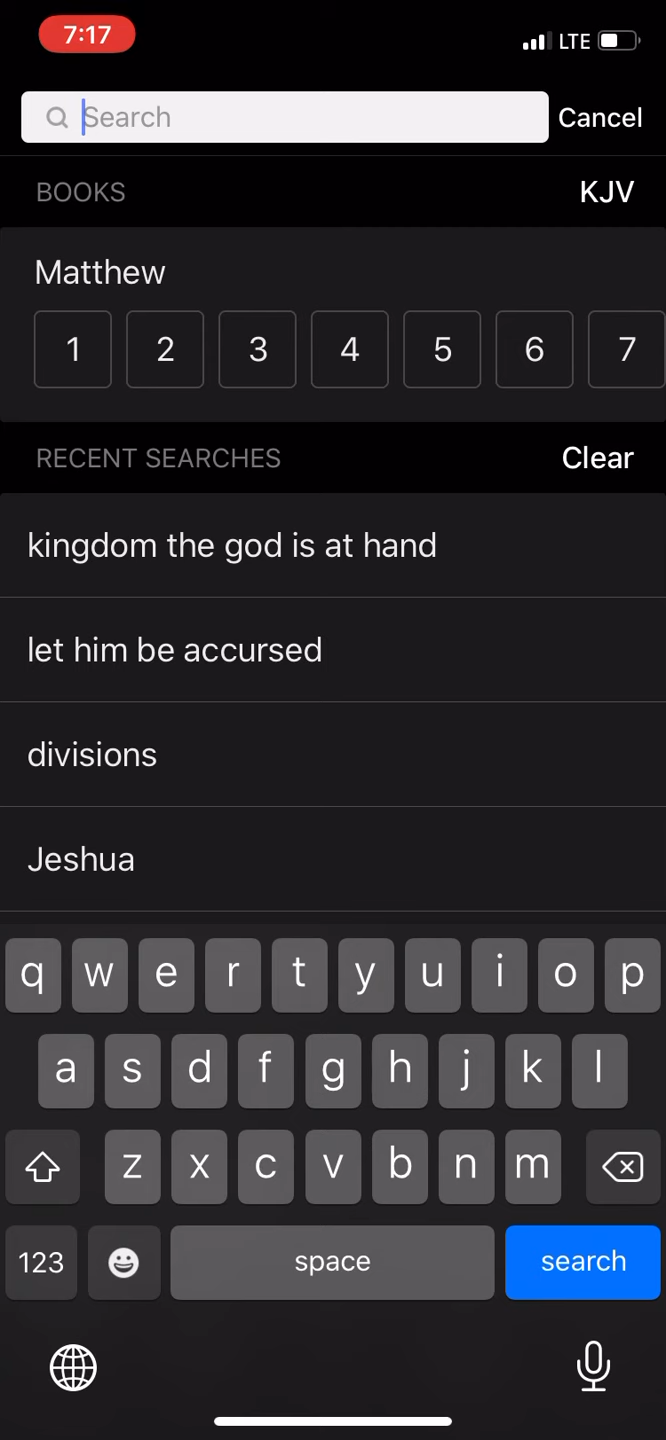 7:17 LTE
Search Cancel
BOOKS KJV
Matthew
1 2 3 4 5 6 7
RECENT SEARCHES Clear
kingdom the god is at hand
let him be accursed
divisions
Jeshua
q w e r t y u i o p
a s d f g h j k l
z x c v b n m
123 space search